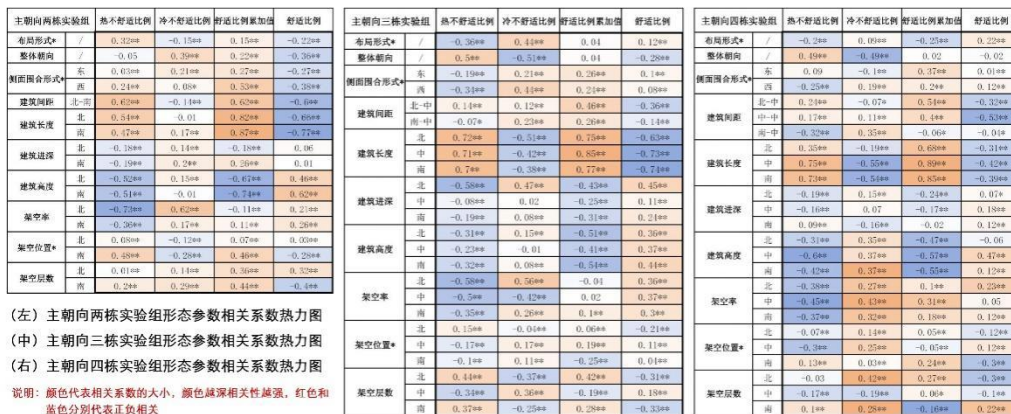 主朝向两栋实验组 热不舒适比例 冷不舒适比例 舒适比例累加值 舒适比例
布局形式* / 0.32** -0.15** 0.15** -0.22**
整体朝向 / -0.05 0.39** 0.22** -0.36**
侧面围合形式* 东 0.03** 0.21** 0.27** -0.27**
西 0.24** 0.08* 0.53** -0.38**
建筑间距 北-南 0.62** -0.14** 0.62** -0.6**
建筑长度 北 0.54** -0.01 0.82** -0.66**
南 0.47** 0.17** 0.87** -0.77**
建筑进深 北 -0.18** 0.14** -0.18** 0.06
南 -0.19** 0.2** 0.26** 0.01
建筑高度 北 -0.52** 0.15** -0.67** 0.46**
南 -0.51** -0.01 -0.74** 0.62**
架空率 北 -0.73** 0.62** -0.11** 0.21**
南 -0.36** 0.17** 0.11** 0.26**
架空位置* 北 0.08** -0.12** 0.07** 0.03**
南 0.48** -0.28** 0.46** -0.28**
架空层数 北 0.01** 0.14** 0.36** 0.32**
南 0.2** 0.29** 0.44** -0.4**
(左)主朝向两栋实验组形态参数相关系数热力图
(中)主朝向三栋实验组形态参数相关系数热力图
(右)主朝向四栋实验组形态参数相关系数热力图
说明:颜色代表相关系数的大小,颜色越深相关性越强,红色和
蓝色分别代表正负相关
主朝向三栋实验组 热不舒适比例 冷不舒适比例 舒适比例累加值 舒适比例
布局形式* / -0.36** 0.44** 0.04 0.12**
整体朝向 / 0.5** -0.51** 0.04 -0.28**
侧面围合形式* 东 -0.19** 0.21** 0.26** 0.1**
西 -0.34** 0.44** 0.24** 0.08**
建筑间距 北-中 0.14** 0.12** 0.46** -0.36**
南-中 -0.07* 0.23** 0.26** -0.14**
建筑长度 北 0.72** -0.51** 0.75** -0.63**
中 0.71** -0.42** 0.85** -0.73**
南 0.7** -0.38** 0.77** -0.74**
建筑进深 北 -0.58** 0.47** -0.43** 0.45**
中 -0.08** 0.02 -0.25** 0.11**
南 -0.19** 0.08** -0.31** 0.24**
建筑高度 北 -0.31** 0.15** -0.51** 0.36**
中 -0.23** -0.01 -0.41** 0.37**
南 -0.32** 0.08** -0.54** 0.44**
架空率 北 -0.58** 0.56** -0.04 0.36**
中 -0.5** -0.42** 0.02 0.37**
南 -0.35** 0.26** 0.1** 0.3**
架空位置* 北 0.15** -0.04** 0.06** -0.21**
中 -0.17** 0.17** 0.19** 0.11**
南 -0.1** 0.11** -0.25** 0.04**
架空层数 北 0.44** -0.37** 0.42** -0.31**
中 -0.34** 0.36** -0.19** 0.18**
南 0.37** -0.25** 0.28** -0.33**
主朝向四栋实验组 热不舒适比例 冷不舒适比例 舒适比例累加值 舒适比例
布局形式* / -0.2** 0.09** -0.25** 0.22**
整体朝向 / 0.49** -0.49** 0.02 -0.02
侧面围合形式* 东 0.09 -0.1** 0.37** 0.01**
西 -0.25** 0.19** 0.2** 0.12**
建筑间距 北-中 0.24** -0.07* 0.54** -0.32**
中-中 0.17** 0.11** 0.4** -0.53**
南-中 -0.32** 0.35** -0.06* -0.04*
建筑长度 北 0.35** -0.19** 0.68** -0.31**
中 0.75** -0.55** 0.89** -0.42**
南 0.73** -0.54** 0.85** -0.39**
建筑进深 北 -0.19** 0.15** -0.24** 0.07*
中 -0.16** 0.07 -0.17** 0.18**
南 0.09** -0.16** -0.02 0.12**
建筑高度 北 -0.31** 0.35** -0.47** -0.06
中 -0.6** 0.37** -0.57** 0.47**
南 -0.42** 0.37** -0.55** 0.12**
架空率 北 -0.38** 0.27** 0.1** 0.23**
中 -0.45** 0.43** 0.31** 0.05
南 -0.37** 0.32** 0.18** 0.12**
架空位置* 北 -0.07** 0.14** 0.05** -0.12**
中 -0.3** 0.25** -0.05** 0.12**
南 0.13** 0.03** 0.24** -0.3**
架空层数 北 -0.03 0.42** 0.27** -0.3**
中 -0.17** -0.19** 0.06* -0.1**
南 0.1** 0.28** -0.16** 0.22**